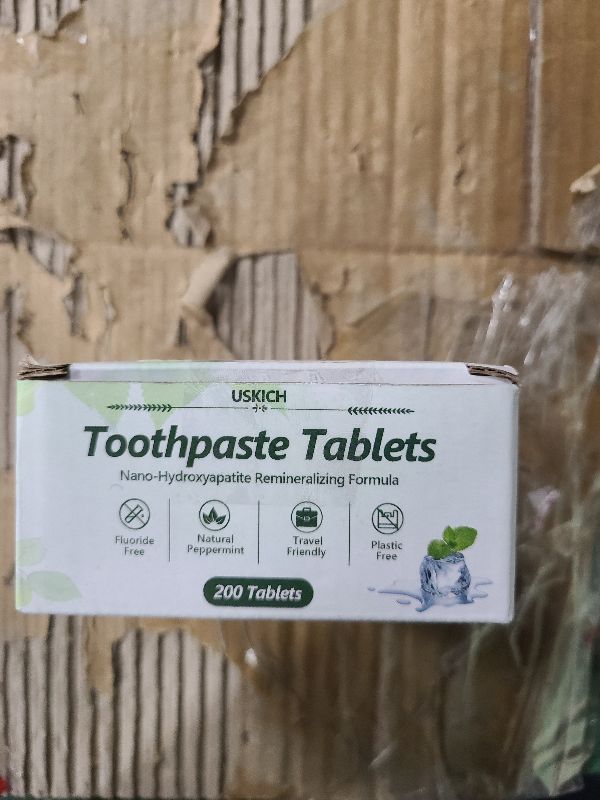 USKICH
Toothpaste Tablets
Nano-Hydroxyapatite Remineralizing Formula
Fluoride
Free
Natural
Peppermint
Travel
Friendly
Plastic
Free
200 Tablets